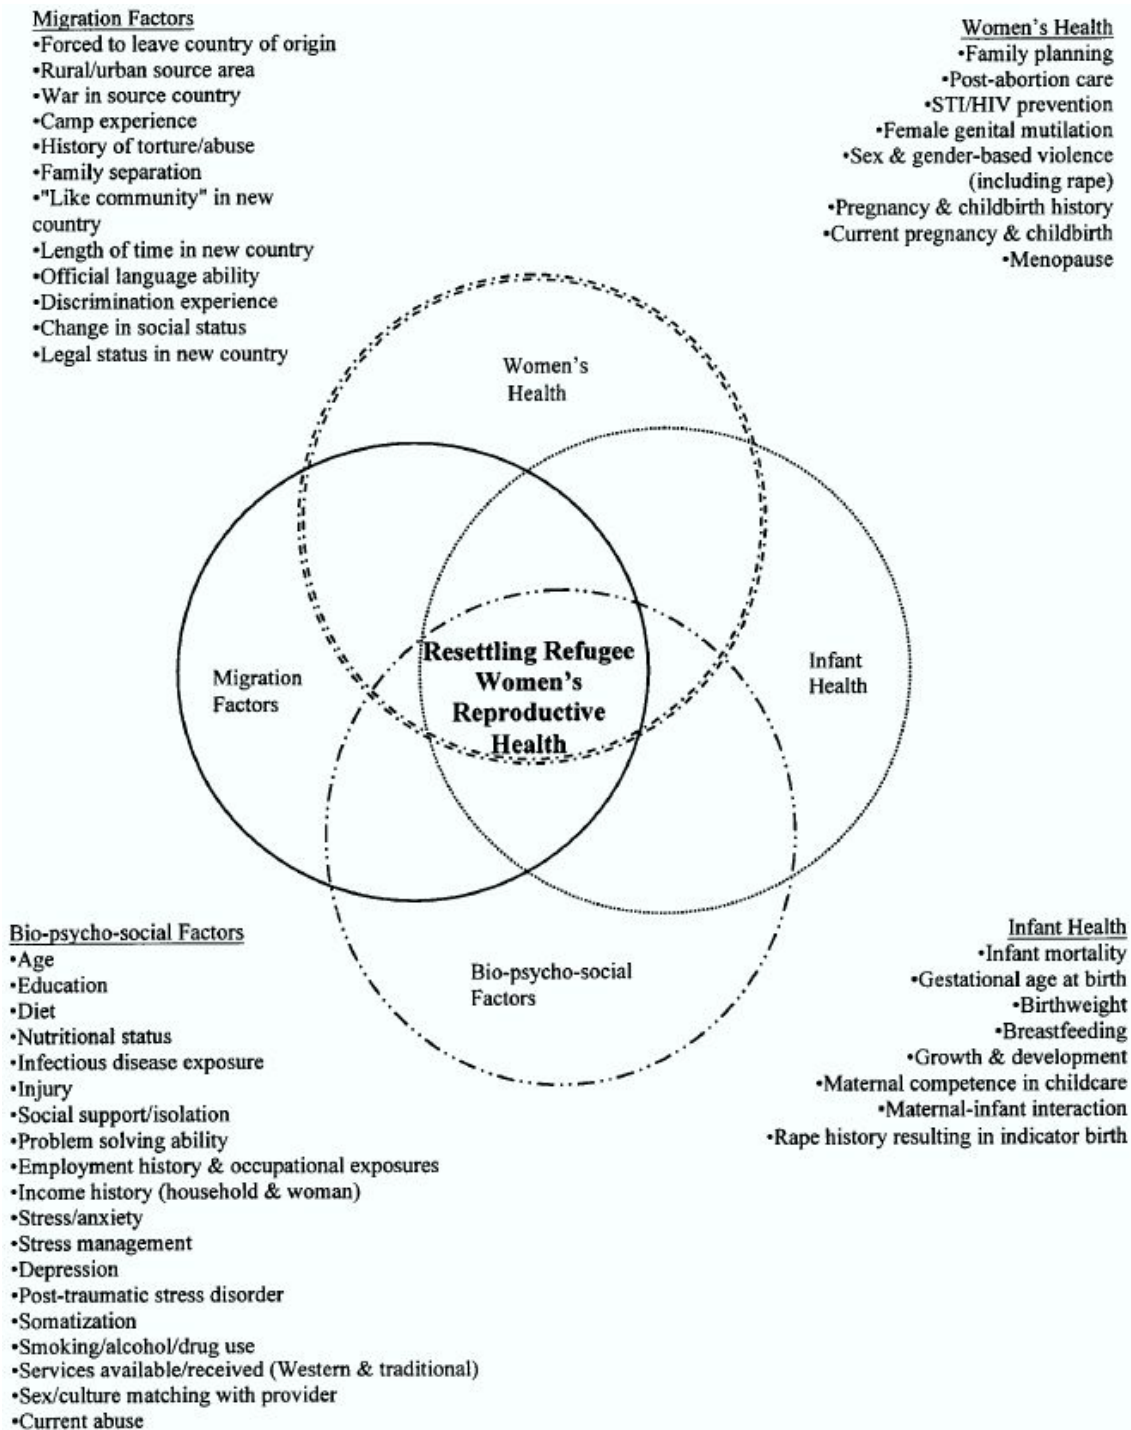 Migration Factors
•Forced to leave country of origin
•Rural/urban source area
•War in source country
•Camp experience
•History of torture/abuse
•Family separation
•"Like community" in new
country
•Length of time in new country
•Official language ability
•Discrimination experience
•Change in social status
•Legal status in new country
Women's Health
•Family planning
•Post-abortion care
•STI/HIV prevention
•Female genital mutilation
•Sex & gender-based violence
(including rape)
•Pregnancy & childbirth history
•Current pregnancy & childbirth
•Menopause
Women's
Health
Migration
Factors
Resettling Refugee
Women's
Reproductive
Health
Infant
Health
Bio-psycho-social
Factors
Bio-psycho-social Factors
•Age
•Education
•Diet
•Nutritional status
•Infectious disease exposure
•Injury
•Social support/isolation
•Problem solving ability
•Employment history & occupational exposures
•Income history (household & woman)
•Stress/anxiety
•Stress management
•Depression
•Post-traumatic stress disorder
•Somatization
•Smoking/alcohol/drug use
•Services available/received (Western & traditional)
•Sex/culture matching with provider
•Current abuse
Infant Health
•Infant mortality
•Gestational age at birth
•Birthweight
•Breastfeeding
•Growth & development
•Maternal competence in childcare
•Maternal-infant interaction
•Rape history resulting in indicator birth